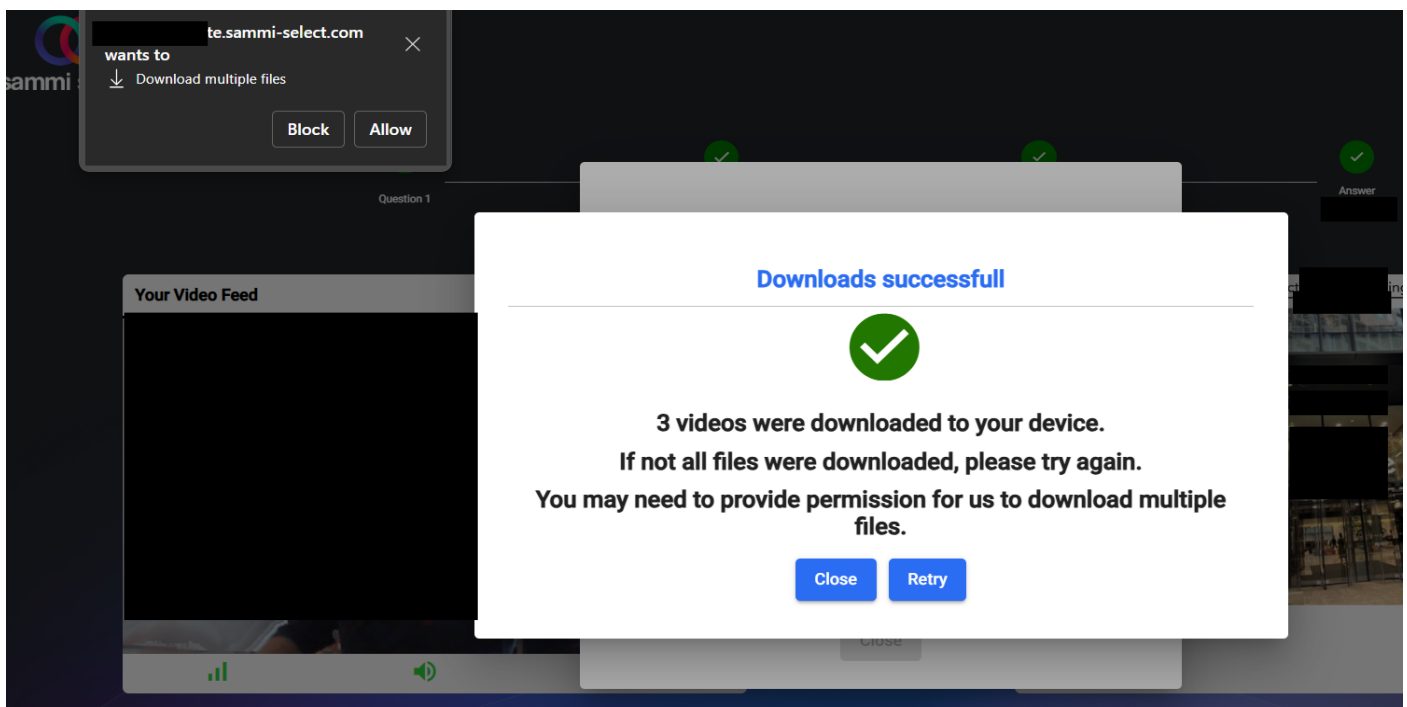 te.sammi-select.com
wants to
Download multiple files
Block Allow
sammi
Question 1
Answer
Your Video Feed
Downloads successfull
3 videos were downloaded to your device.
If not all files were downloaded, please try again.
You may need to provide permission for us to download multiple
files.
Close Retry
Close